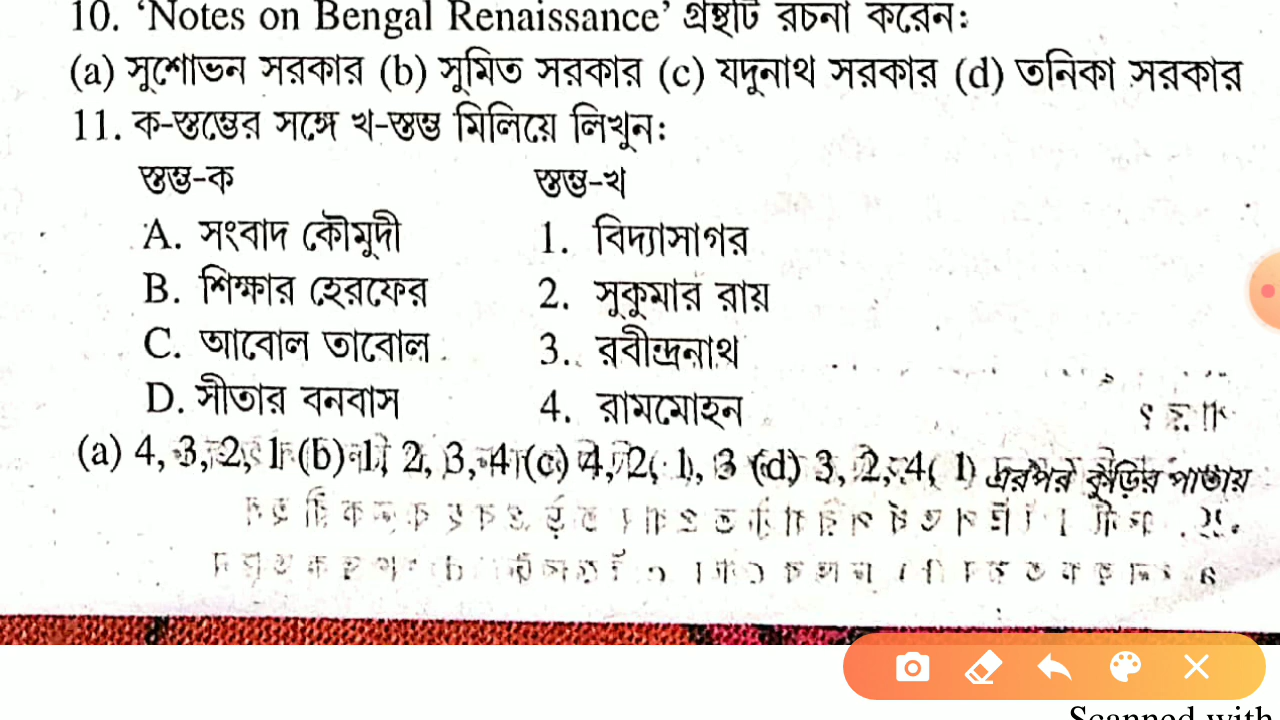 10. 'Notes on Bengal Renaissance' গ্রন্থটি রচনা করেন:
(a) সুশোভন সরকার (b) সুমিত সরকার (c) যদুনাথ সরকার (d) তনিকা সরকার
11. ক-স্তম্ভের সঙ্গে খ-স্তম্ভ মিলিয়ে লিখুন:
স্তম্ভ-ক স্তম্ভ-খ
A. সংবাদ কৌমুদী 1. বিদ্যাসাগর
B. শিক্ষার হেরফের 2. সুকুমার রায়
C. আবোল তাবোল 3. রবীন্দ্রনাথ
D. সীতার বনবাস 4. রামমোহন
(a) 4, 3, 2, 1 (b) 1, 2, 3, 4 (c) 4, 2, 1, 3 (d) 3, 2, 4, 1) এরপর কুড়ির পাতায়
Scanned with